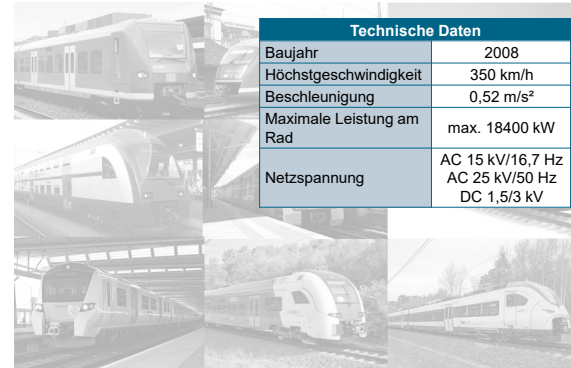 Technische Daten
Baujahr 2008
Höchstgeschwindigkeit 350 km/h
Beschleunigung 0,52 m/s²
Maximale Leistung am
Rad max. 18400 kW
Netzspannung AC 15 kV/16,7 Hz
AC 25 kV/50 Hz
DC 1,5/3 kV